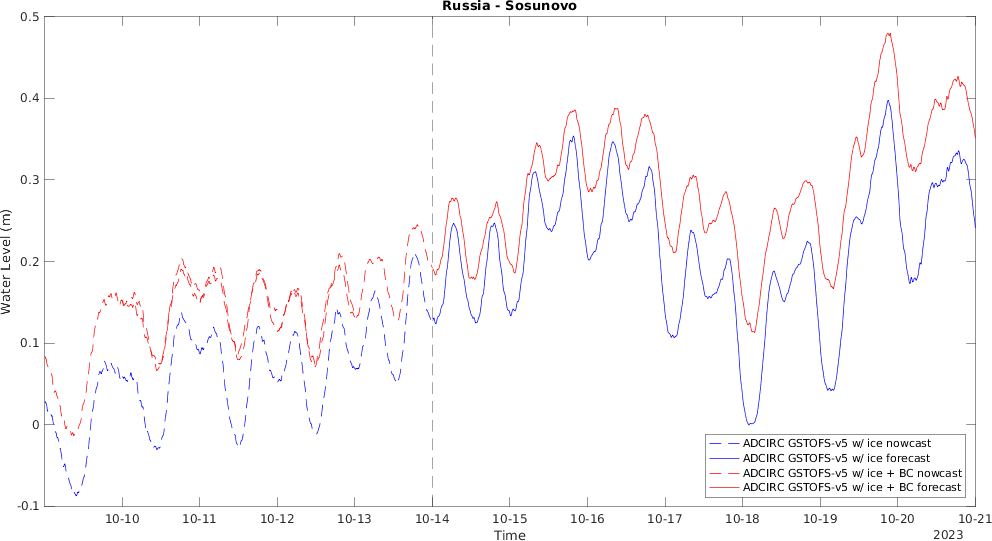 Russia - Sosunovo
0.5
0.4
0.3
0.2
0.1
0
-0.1
Water Level (m)
ADCIRC GSTOFS-v5 w/ ice nowcast
ADCIRC GSTOFS-v5 w/ ice forecast
ADCIRC GSTOFS-v5 w/ ice + BC nowcast
ADCIRC GSTOFS-v5 w/ ice + BC forecast
10-10 10-11 10-12 10-13 10-14 10-15 10-16 10-17 10-18 10-19 10-20 10-21
Time
2023